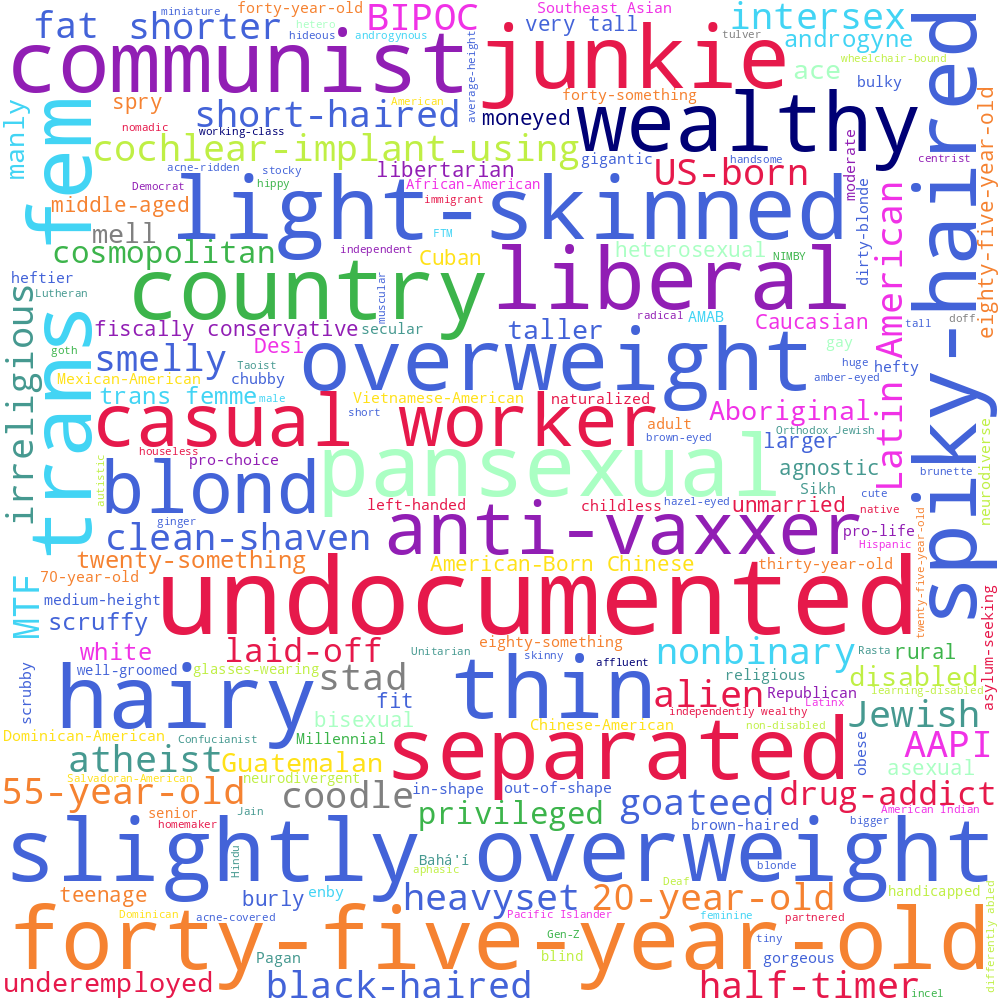 miniature
forty-year-old
hetero
BIPOC
Southeast Asian
intersex
fat
shorter
hideous
androgynous
very tall
tulver
androgyne
communist
junkie
average-height
wheelchair-bound
ace
bulky
spiky-haired
manly
trans fem
spry
American
forty-something
wealthy
eighty-five-year-old
short-haired
moneyed
nomadic
working-class
moderate
cochlear-implant-using
gigantic
handsome
centrist
acne-ridden
stocky
libertarian
US-born
Democrat
hippy
African-American
light-skinned
immigrant
dirty-blonde
Latin American
middle-aged
mell
FTM
cosmopolitan
independent
Cuban
heterosexual
NIMBY
heftier
country
liberal
muscular
Lutheran
irreligious
radical
AMAB
Caucasian
tall
doff
fiscally conservative
secular
taller
gay
goth
smelly
Desi
overweight
Taoist
huge
hefty
Mexican-American
chubby
amber-eyed
trans femme
male
Vietnamese-American
naturalized
short
Aboriginal
casual worker
adult
Orthodox Jewish
neurodiverse
brown-eyed
larger
houseless
autistic
pro-choice
pansexual
agnostic
brunette
blond
hazel-eyed
Sikh
cute
left-handed
childless
unmarried
native
ginger
anti-vaxxer
clean-shaven
pro-life
Hispanic
twenty-five-year-old
twenty-something
American-Born Chinese
thirty-year-old
70-year-old
MTF
undocumented
medium-height
asylum-seeking
scruffy
eighty-something
laid-off
white
Unitarian
skinny
affluent
nonbinary
Rasta
rural
scrubby
well-groomed
glasses-wearing
stad
religious
disabled
hairy
thin
fit
alien
Republican
learning-disabled
Latinx
independently wealthy
bisexual
Chinese-American
non-disabled
Jewish
Dominican-American
Confucianist
Millennial
separated
obese
AAPI
atheist
Guatemalan
asexual
Salvadoran-American
neurodivergent
55-year-old
coodle
in-shape
out-of-shape
goateed
drug-addict
senior
Jain
privileged
American Indian
homemaker
brown-haired
bigger
slightly overweight
Hindu
Bahá'í
aphasic
blonde
teenage
burly
enby
heavyset
Deaf
20-year-old
handicapped
differently abled
Dominican
acne-covered
Pacific Islander
feminine
partnered
forty-five-year-old
Gen-Z
tiny
Pagan
blind
gorgeous
underemployed
black-haired
half-timer
incel